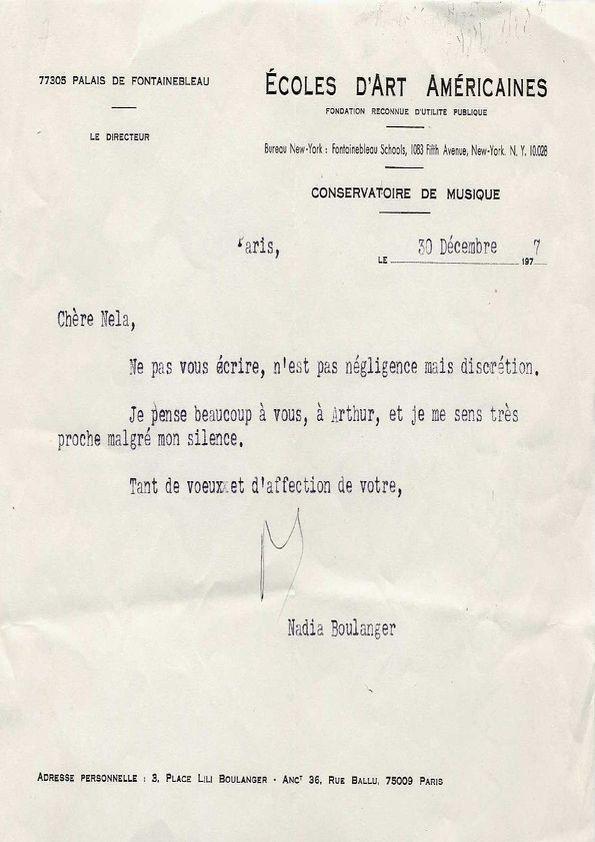 77305 PALAIS DE FONTAINEBLEAU
LE DIRECTEUR
ÉCOLES D'ART AMÉRICAINES
FONDATION RECONNUE D'UTILITE PUBLIQUE
Bureau New-York : Fontainebleau Schools, 1083 Fifth Avenue, New-York. N. Y. 10.028
CONSERVATOIRE DE MUSIQUE
Paris,
LE 30 Décembre 1977
Chère Nela,
Ne pas vous écrire, n'est pas négligence mais discrétion.
Je pense beaucoup à vous, à Arthur, et je me sens très
proche malgré mon silence.
Tant de voeux et d'affection de votre,
Nadia Boulanger
ADRESSE PERSONNELLE : 3, PLACE LILI BOULANGER - ANCT 36, RUE BALLU, 75009 PARIS